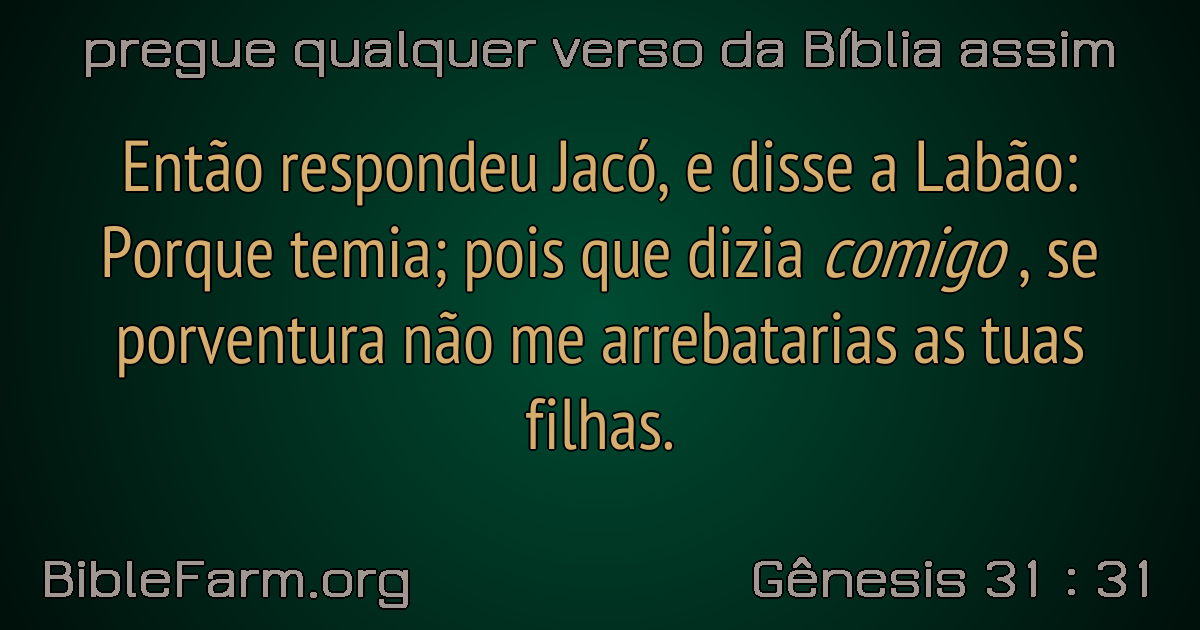 pregue qualquer verso da Bíblia assim
Então respondeu Jacó, e disse a Labão:
Porque temia; pois que dizia comigo , se
porventura não me arrebatarias as tuas
filhas.
BibleFarm.org
Gênesis 31 : 31